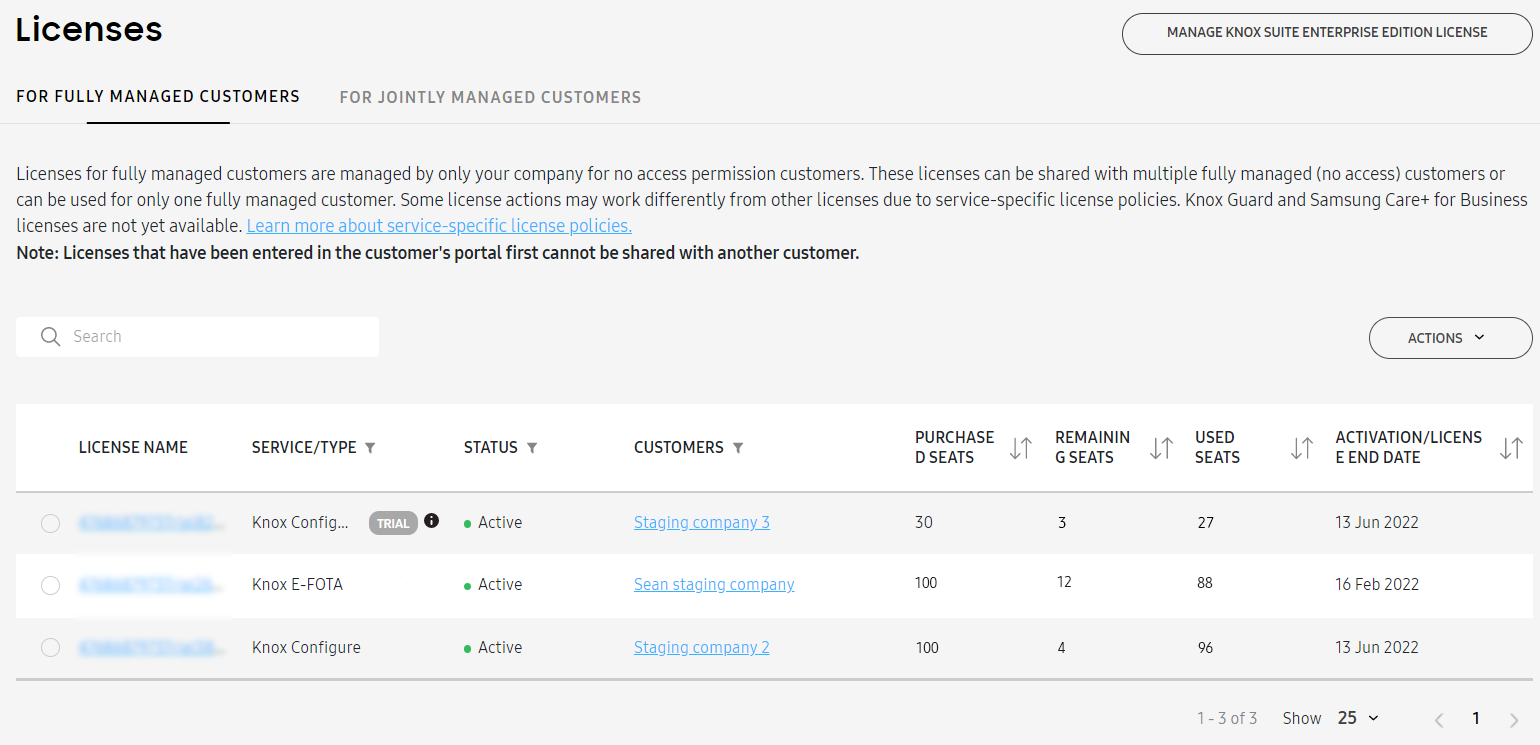 Licenses
MANAGE KNOX SUITE ENTERPRISE EDITION LICENSE
FOR FULLY MANAGED CUSTOMERS
FOR JOINTLY MANAGED CUSTOMERS
Licenses for fully managed customers are managed by only your company for no access permission customers. These licenses can be shared with multiple fully managed (no access) customers or
can be used for only one fully managed customer. Some license actions may work differently from other licenses due to service-specific license policies. Knox Guard and Samsung Care+ for Business
licenses are not yet available. Learn more about service-specific license policies.
Note: Licenses that have been entered in the customer's portal first cannot be shared with another customer.
Search
ACTIONS
LICENSE NAME SERVICE/TYPE STATUS CUSTOMERS PURCHASE REMAININ USED ACTIVATION/LICENS
D SEATS G SEATS SEATS E END DATE
Knox Config... TRIAL Active Staging company 3 30 3 27 13 Jun 2022
Knox E-FOTA Active Sean staging company 100 12 88 16 Feb 2022
Knox Configure Active Staging company 2 100 4 96 13 Jun 2022
1 - 3 of 3 Show 25 1